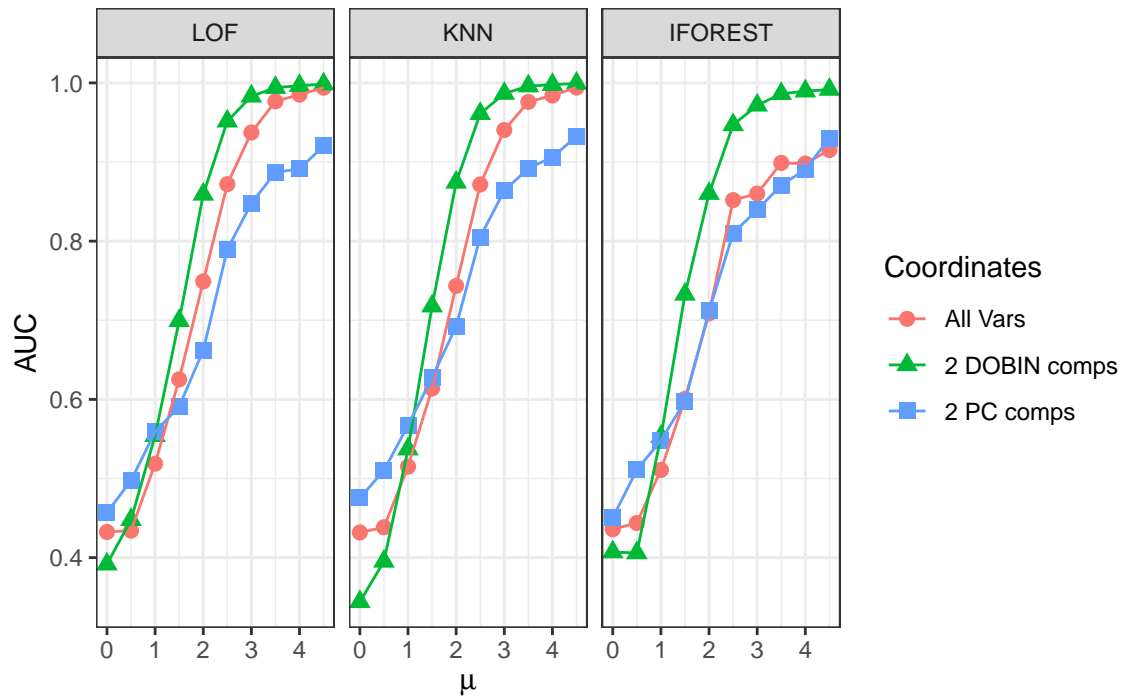 LOF KNN IFOREST
1.0
0.8
0.6
0.4
AUC
0 1 2 3 4 0 1 2 3 4 0 1 2 3 4
μ
Coordinates
All Vars
2 DOBIN comps
2 PC comps